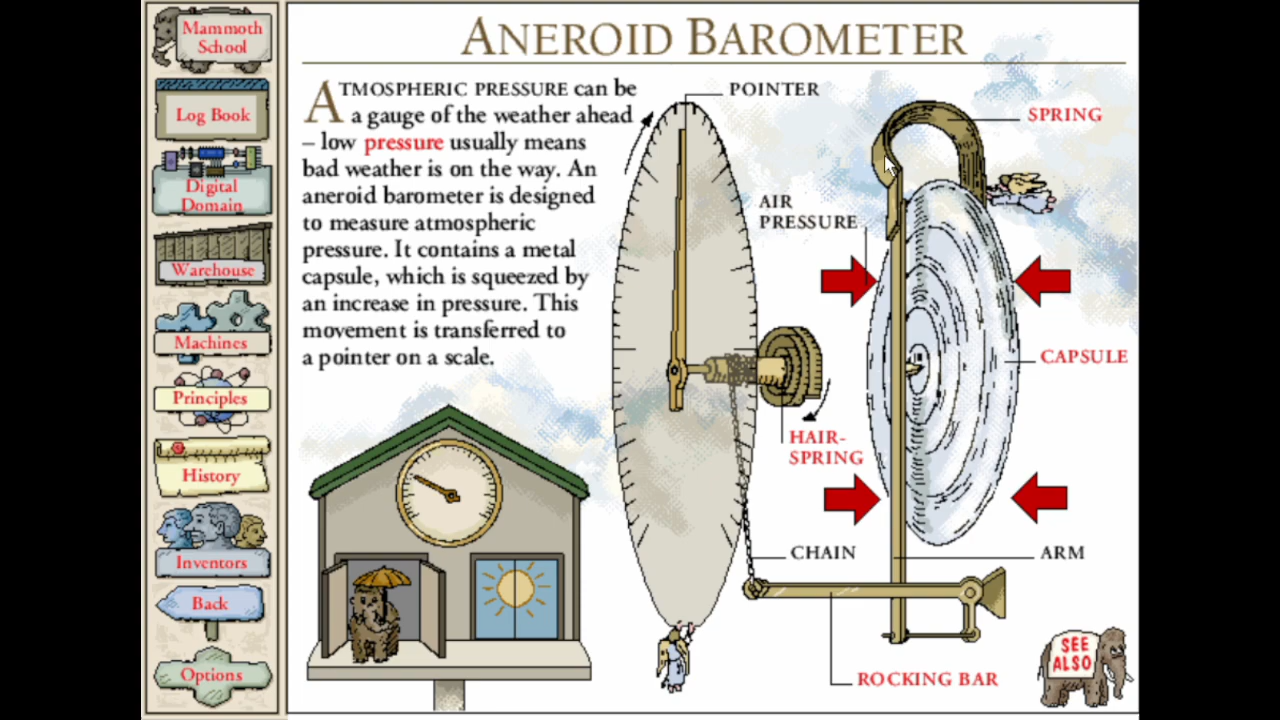 Mammoth
School
Log Book
Digital
Domain
Warehouse
Machines
Principles
History
Inventors
Back
Options
ANEROID BAROMETER
ATMOSPHERIC PRESSURE can be
a gauge of the weather ahead
– low pressure usually means
bad weather is on the way. An
aneroid barometer is designed
to measure atmospheric
pressure. It contains a metal
capsule, which is squeezed by
an increase in pressure. This
movement is transferred to
a pointer on a scale.
POINTER
SPRING
AIR
PRESSURE
CAPSULE
HAIR-
SPRING
CHAIN
ARM
ROCKING BAR
SEE
ALSO